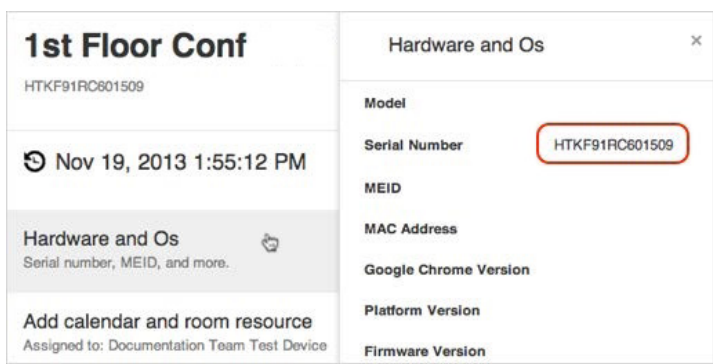 1st Floor Conf
HTKF91RC601509
Nov 19, 2013 1:55:12 PM
Hardware and Os
Serial number, MEID, and more.
Add calendar and room resource
Assigned to: Documentation Team Test Device
Hardware and Os
×
Model
Serial Number HTKF91RC601509
MEID
MAC Address
Google Chrome Version
Platform Version
Firmware Version